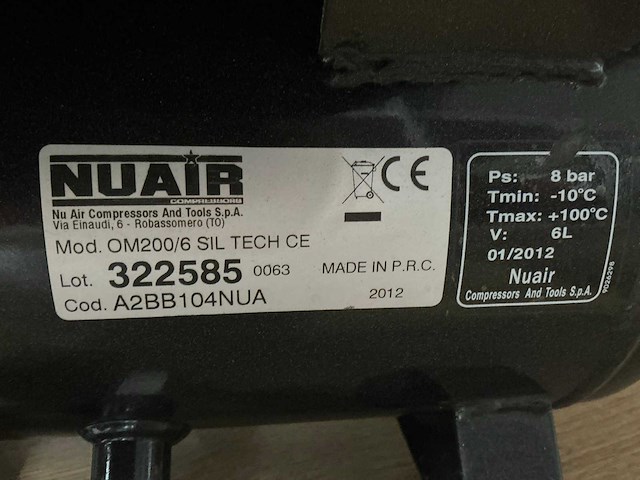 NUAIR
COMPRESSORS
Nu Air Compressors And Tools S.p.A.
Via Einaudi, 6 - Robassomero (TO)
Mod. OM200/6 SIL TECH CE
Lot. 322585 0063
Cod. A2BB104NUA
CE
MADE IN P.R.C.
2012
Ps: 8 bar
Tmin: -10°C
Tmax: +100°C
V: 6L
01/2012
Nuair
Compressors And Tools S.p.A.
9026298